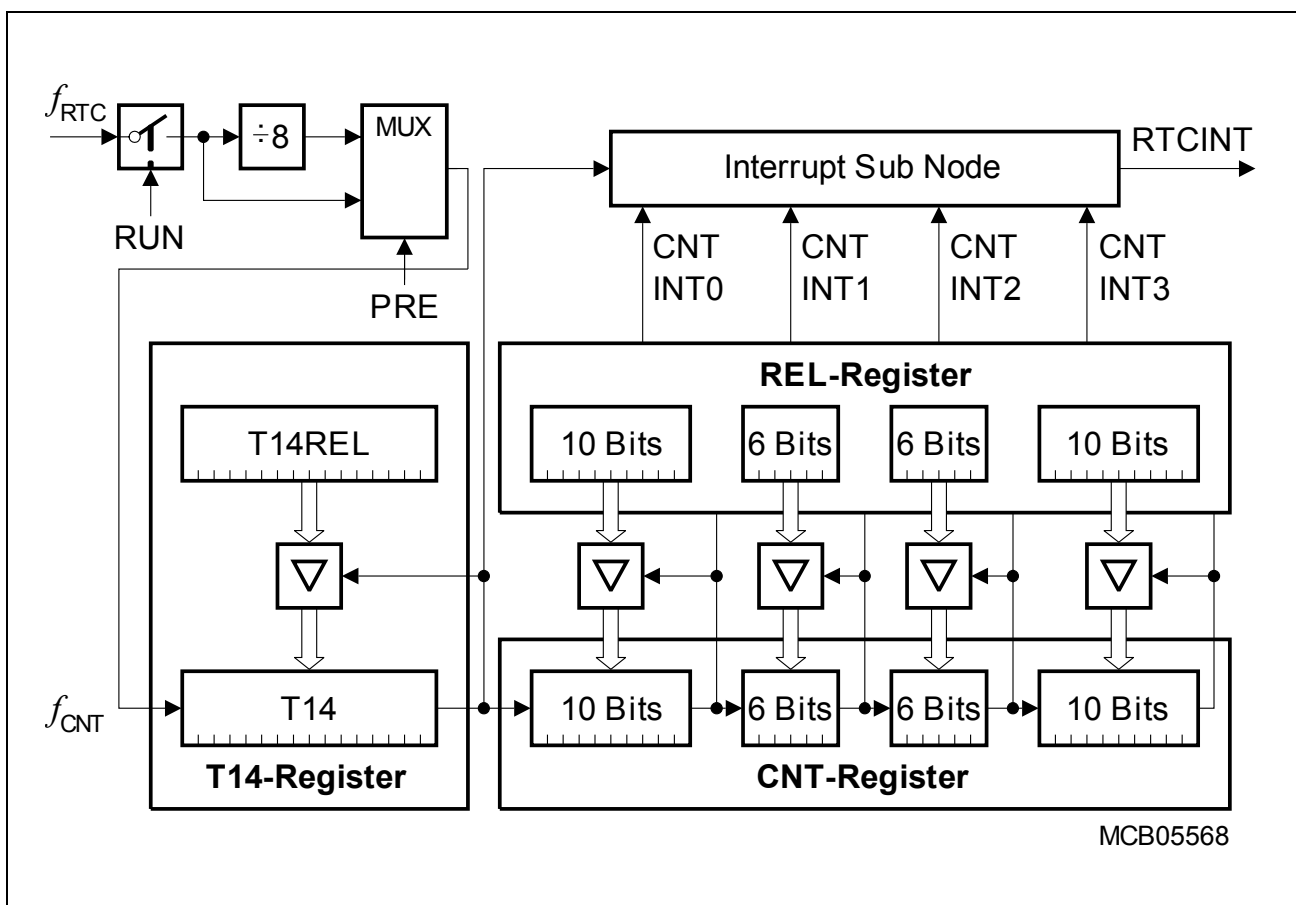 fRTC
÷8
MUX
RUN
PRE
Interrupt Sub Node
RTCINT
CNT INT0
CNT INT1
CNT INT2
CNT INT3
REL-Register
T14REL
10 Bits
6 Bits
6 Bits
10 Bits
fCNT
T14
10 Bits
6 Bits
6 Bits
10 Bits
T14-Register
CNT-Register
MCB05568